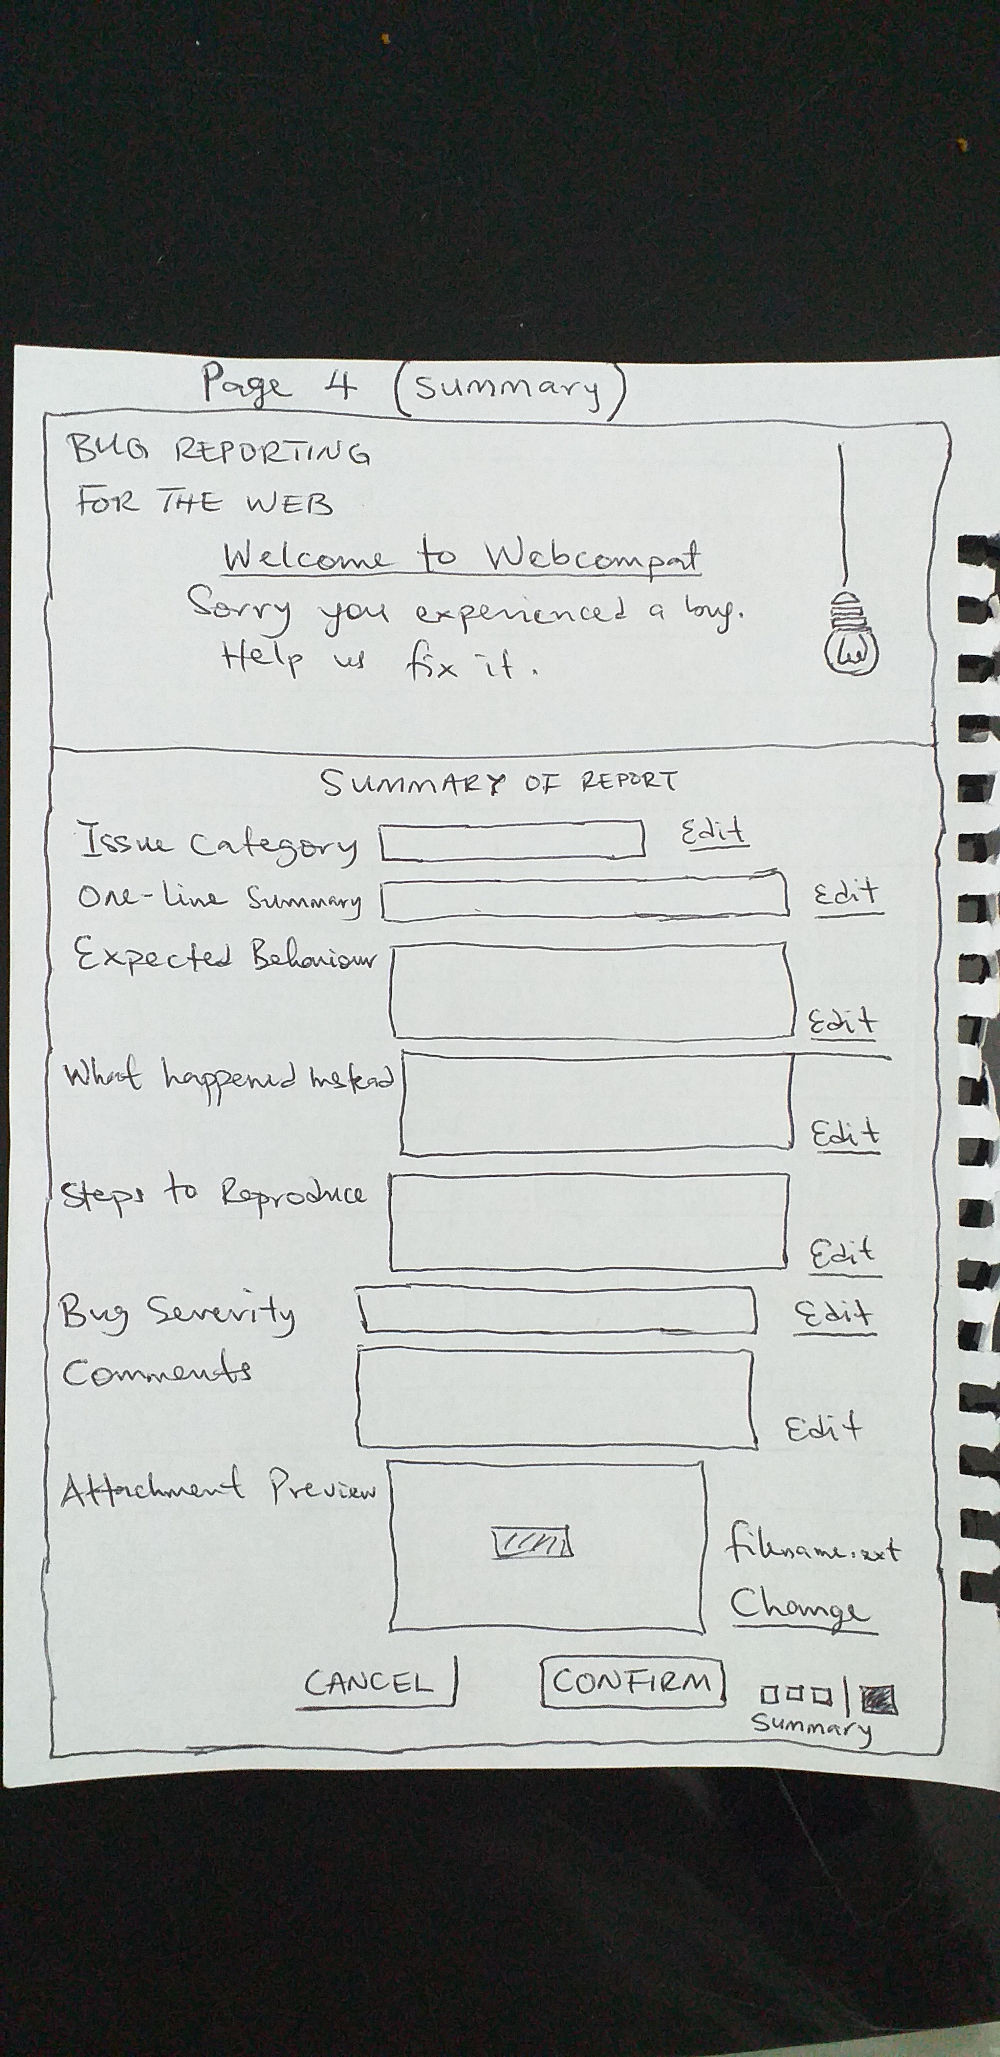 Page 4 (Summary)
BUG REPORTING
FOR THE WEB
Welcome to Webcompat
Sorry you experienced a bug.
Help us fix it.
SUMMARY OF REPORT
Issue Category Edit
One-line Summary Edit
Expected Behaviour
Edit
What happened Instead
Edit
Steps to Reproduce
Edit
Bug Severity Edit
Comments
Edit
Attachment Preview
filename.ext
Change
CANCEL CONFIRM
Summary